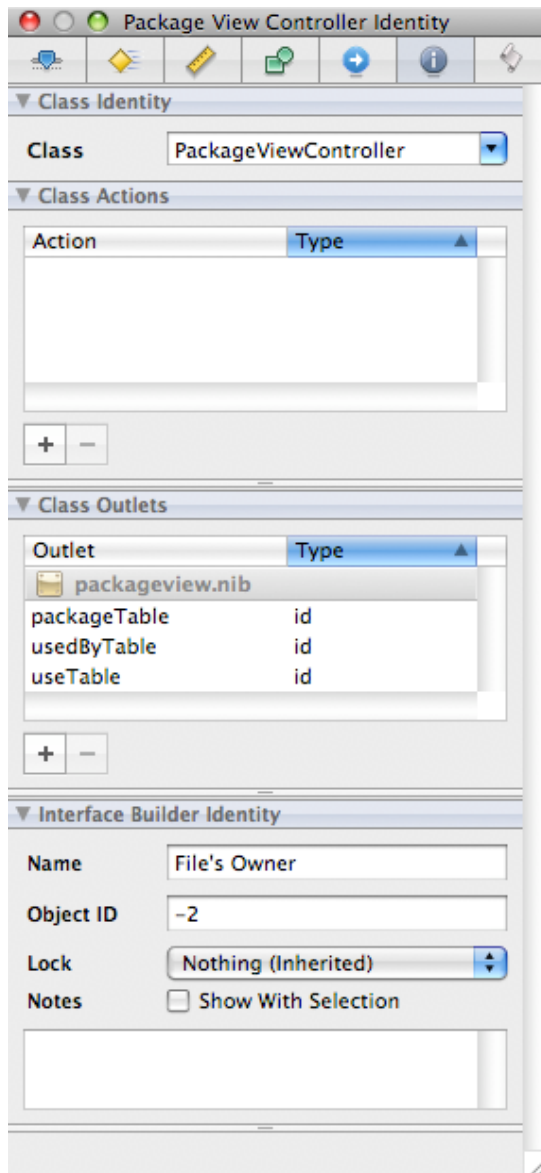 Package View Controller Identity
Class Identity
Class PackageViewController
Class Actions
Action Type
+ −
Class Outlets
Outlet Type
packageview.nib
packageTable id
usedByTable id
useTable id
+ −
Interface Builder Identity
Name File's Owner
Object ID -2
Lock Nothing (Inherited)
Notes Show With Selection